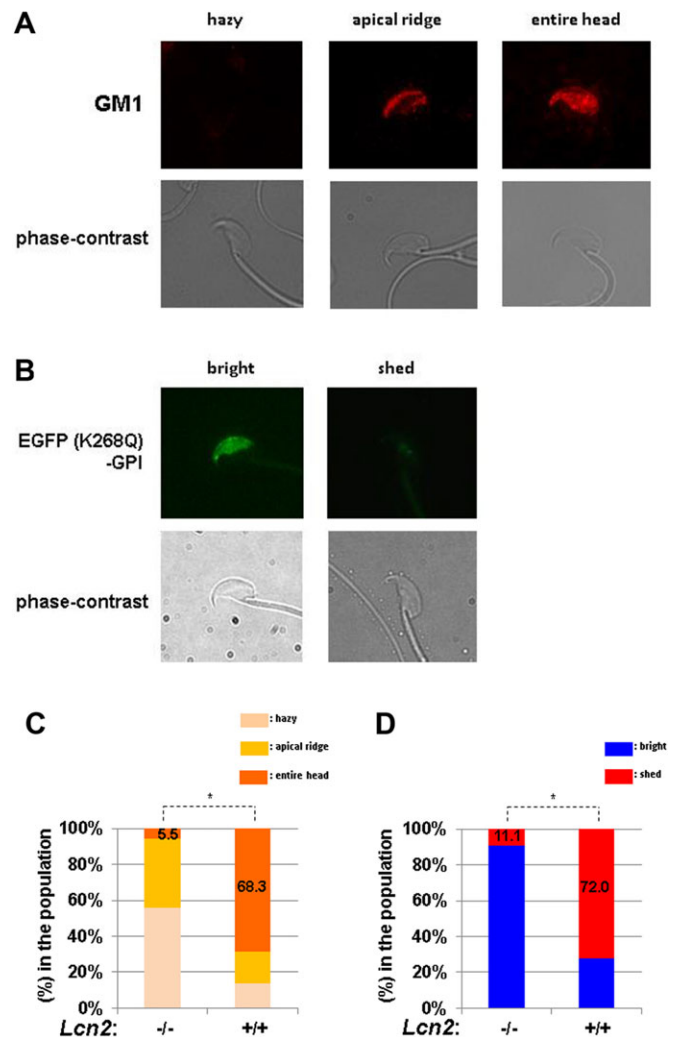 A
hazy
apical ridge
entire head
GM1
phase-contrast
B
bright
shed
EGFP (K268Q)
-GPI
phase-contrast
C
: hazy
: apical ridge
: entire head
*
(%) in the population
100%
80%
60%
40%
20%
0%
5.5
68.3
Lcn2: -/- +/+
D
: bright
: shed
*
(%) in the population
100%
80%
60%
40%
20%
0%
11.1
72.0
Lcn2: -/- +/+